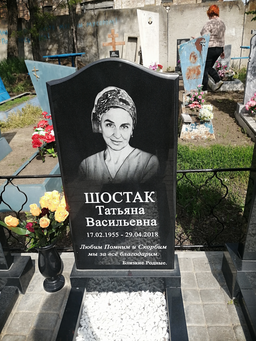 ШОСТАК
Татьяна
Васильевна
17.02.1955 - 29.04.2018
Любим Помним и Скорбим
мы за всё благодарим.
Близкие Родные.